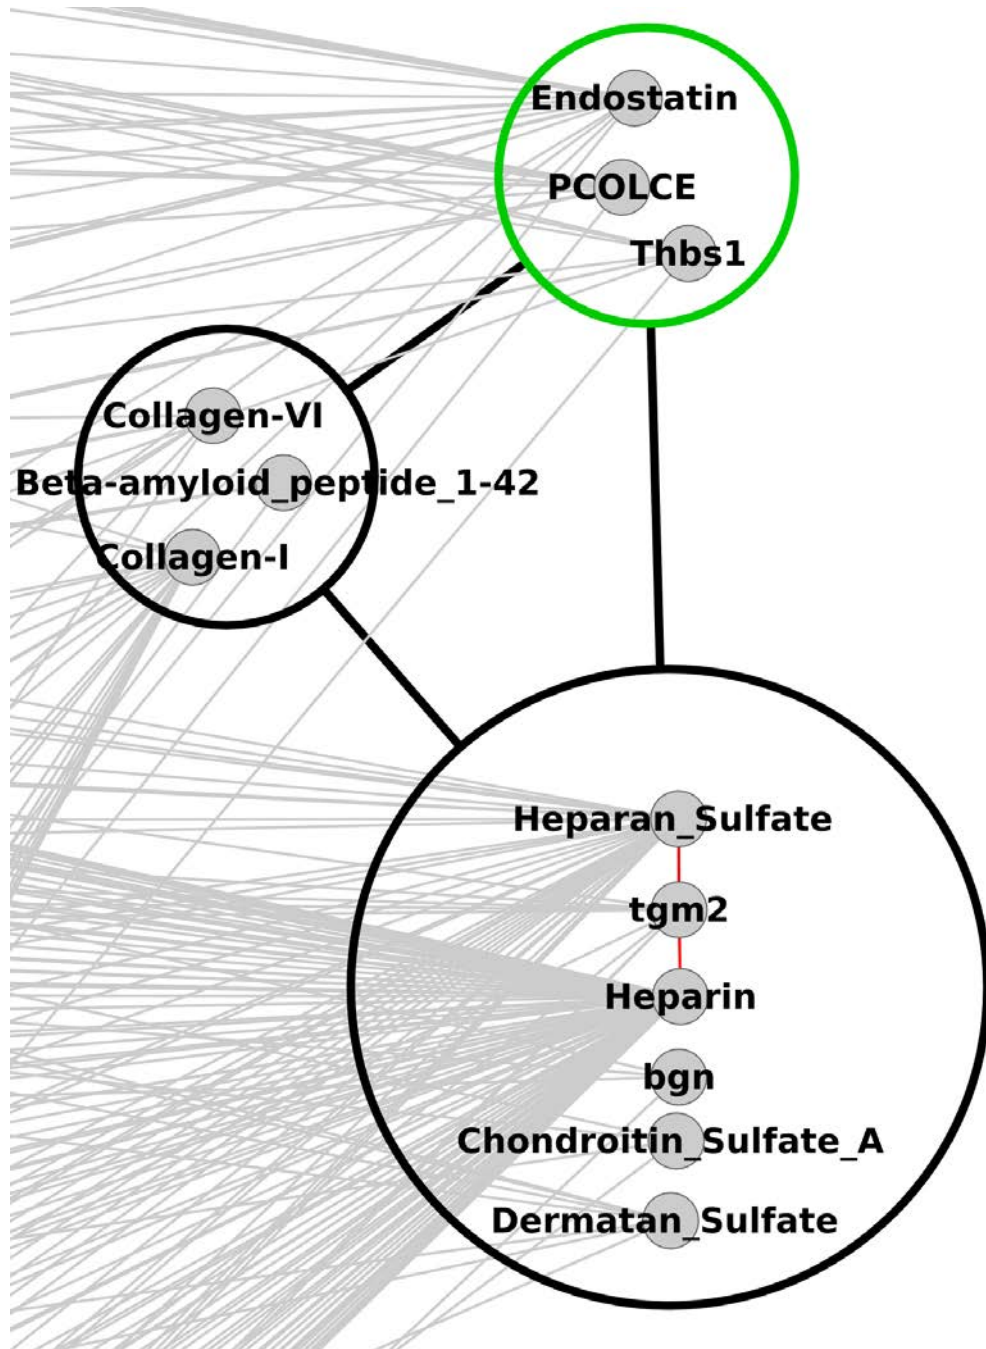 Endostatin
PCOLCE
Thbs1
Collagen-VI
Beta-amyloid_peptide_1-42
Collagen-I
Heparan_Sulfate
tgm2
Heparin
bgn
Chondroitin_Sulfate_A
Dermatan_Sulfate